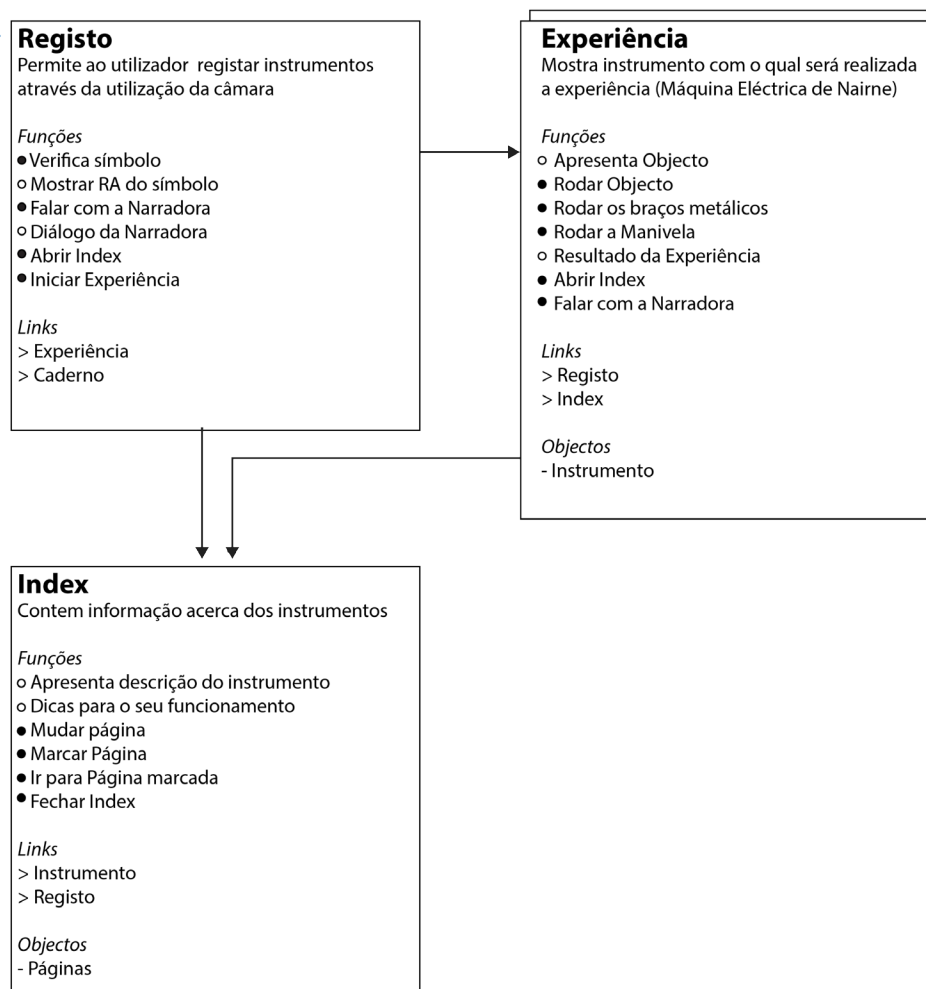 Registo
Permite ao utilizador registar instrumentos
através da utilização da câmara
Funções
● Verifica símbolo
○ Mostrar RA do símbolo
● Falar com a Narradora
○ Diálogo da Narradora
● Abrir Index
● Iniciar Experiência
Links
> Experiência
> Caderno
Experiência
Mostra instrumento com o qual será realizada
a experiência (Máquina Eléctrica de Nairne)
Funções
○ Apresenta Objecto
● Rodar Objecto
● Rodar os braços metálicos
● Rodar a Manivela
○ Resultado da Experiência
● Abrir Index
● Falar com a Narradora
Links
> Registo
> Index
Objectos
- Instrumento
Index
Contem informação acerca dos instrumentos
Funções
○ Apresenta descrição do instrumento
○ Dicas para o seu funcionamento
● Mudar página
● Marcar Página
● Ir para Página marcada
● Fechar Index
Links
> Instrumento
> Registo
Objectos
- Páginas